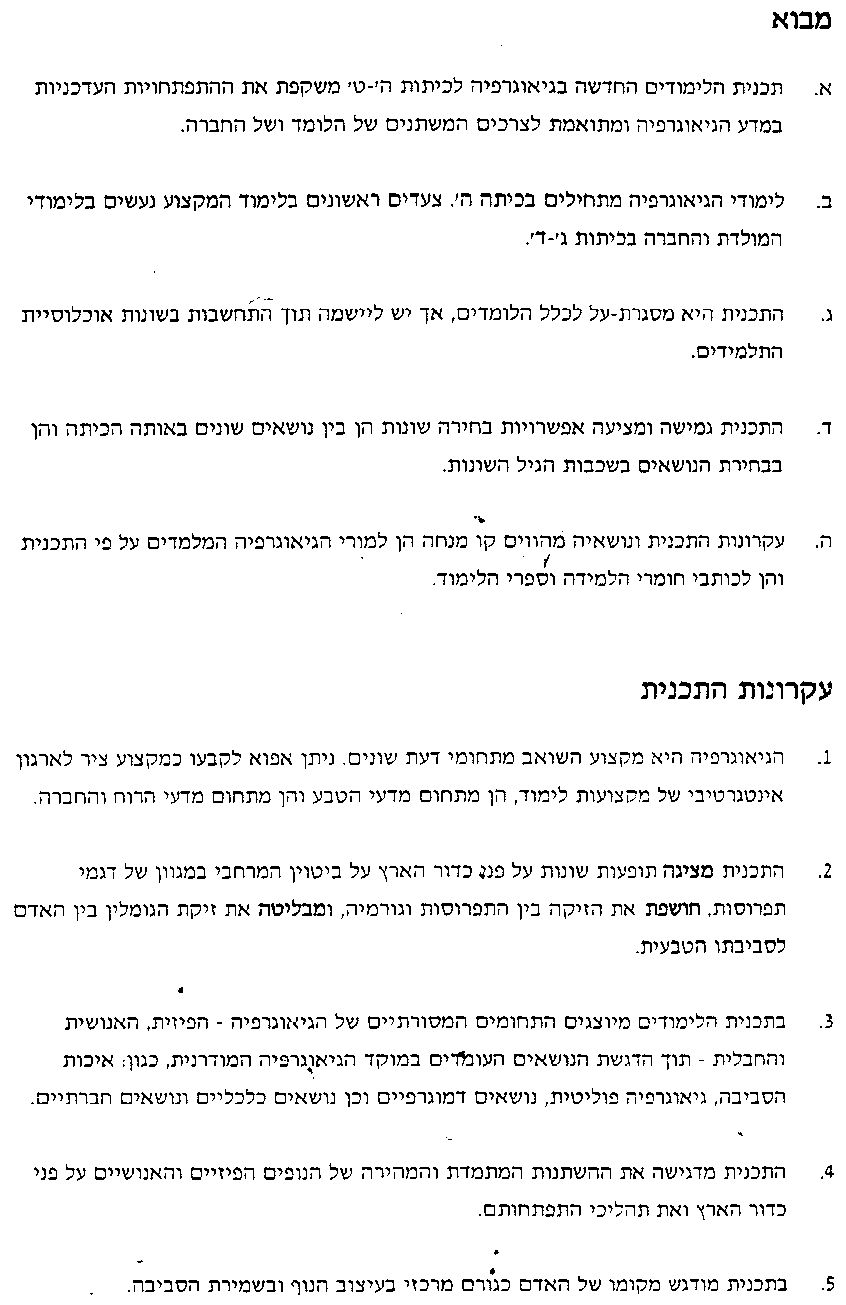 מבוא
א. תכנית הלימודים החדשה בגיאוגרפיה לכיתות ה'-ט' משקפת את ההתפתחויות העדכניות
במדע הגיאוגרפיה ומתואמת לצרכים המשתנים של הלומד ושל החברה.
ב. לימודי הגיאוגרפיה מתחילים בכיתה ה'. צעדים ראשונים בלימוד המקצוע נעשים בלימודי
המולדת והחברה בכיתות ג'-ד'.
ג. התכנית היא מסגרת-על לכלל הלומדים, אך יש ליישמה תוך התחשבות בשונות אוכלוסיית
התלמידים.
ד. התכנית גמישה ומציעה אפשרויות בחירה שונות הן בין נושאים שונים באותה הכיתה והן
בבחירת הנושאים בשכבות הגיל השונות.
ה. עקרונות התכנית ונושאיה מהווים קו מנחה הן למורי הגיאוגרפיה המלמדים על פי התכנית
והן לכותבי חומרי הלמידה וספרי הלימוד.
עקרונות התכנית
1. הגיאוגרפיה היא מקצוע השואב מתחומי דעת שונים. ניתן אפוא לקבעו כמקצוע ציר לארגון
אינטגרטיבי של מקצועות לימוד, הן מתחום מדעי הטבע והן מתחום מדעי הרוח והחברה.
2. התכנית מציגה תופעות שונות על פני כדור הארץ על ביטוין המרחבי במגוון של דגמי
תפרוסות, חושפת את הזיקה בין התפרוסות וגורמיה, ומבליטה את זיקת הגומלין בין האדם
לסביבתו הטבעית.
3. בתכנית הלימודים מיוצגים התחומים המסורתיים של הגיאוגרפיה - הפיזית, האנושית
והחבלית - תוך הדגשת הנושאים העומדים במוקד הגיאוגרפיה המודרנית, כגון: איכות
הסביבה, גיאוגרפיה פוליטית, נושאים דמוגרפיים וכן נושאים כלכליים ונושאים חברתיים.
4. התכנית מדגישה את ההשתנות המתמדת והמהירה של הנופים הפיזיים והאנושיים על פני
כדור הארץ ואת תהליכי התפתחותם.
5. בתכנית מודגש מקומו של האדם כגורם מרכזי בעיצוב הנוף ובשמירת הסביבה.